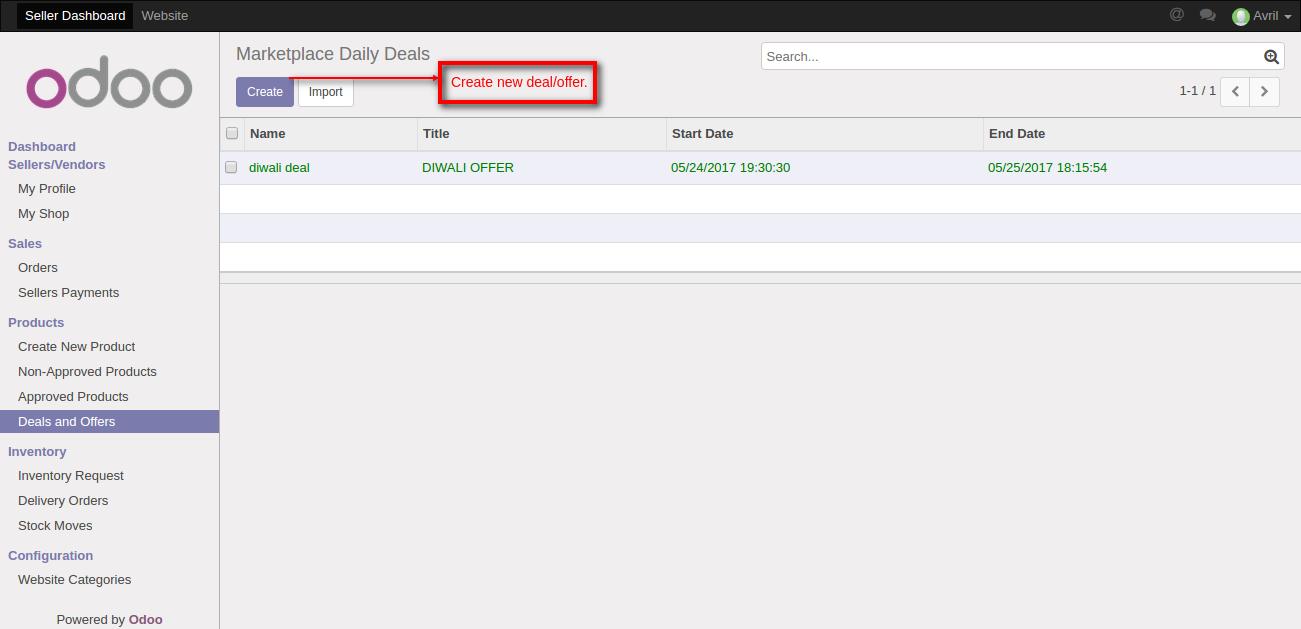 Seller Dashboard Website @ Avril
odoo
Marketplace Daily Deals
Search...
Create Import
Create new deal/offer.
1-1 / 1
Name Title Start Date End Date
diwali deal DIWALI OFFER 05/24/2017 19:30:30 05/25/2017 18:15:54
Dashboard
Sellers/Vendors
My Profile
My Shop
Sales
Orders
Sellers Payments
Products
Create New Product
Non-Approved Products
Approved Products
Deals and Offers
Inventory
Inventory Request
Delivery Orders
Stock Moves
Configuration
Website Categories
Powered by Odoo